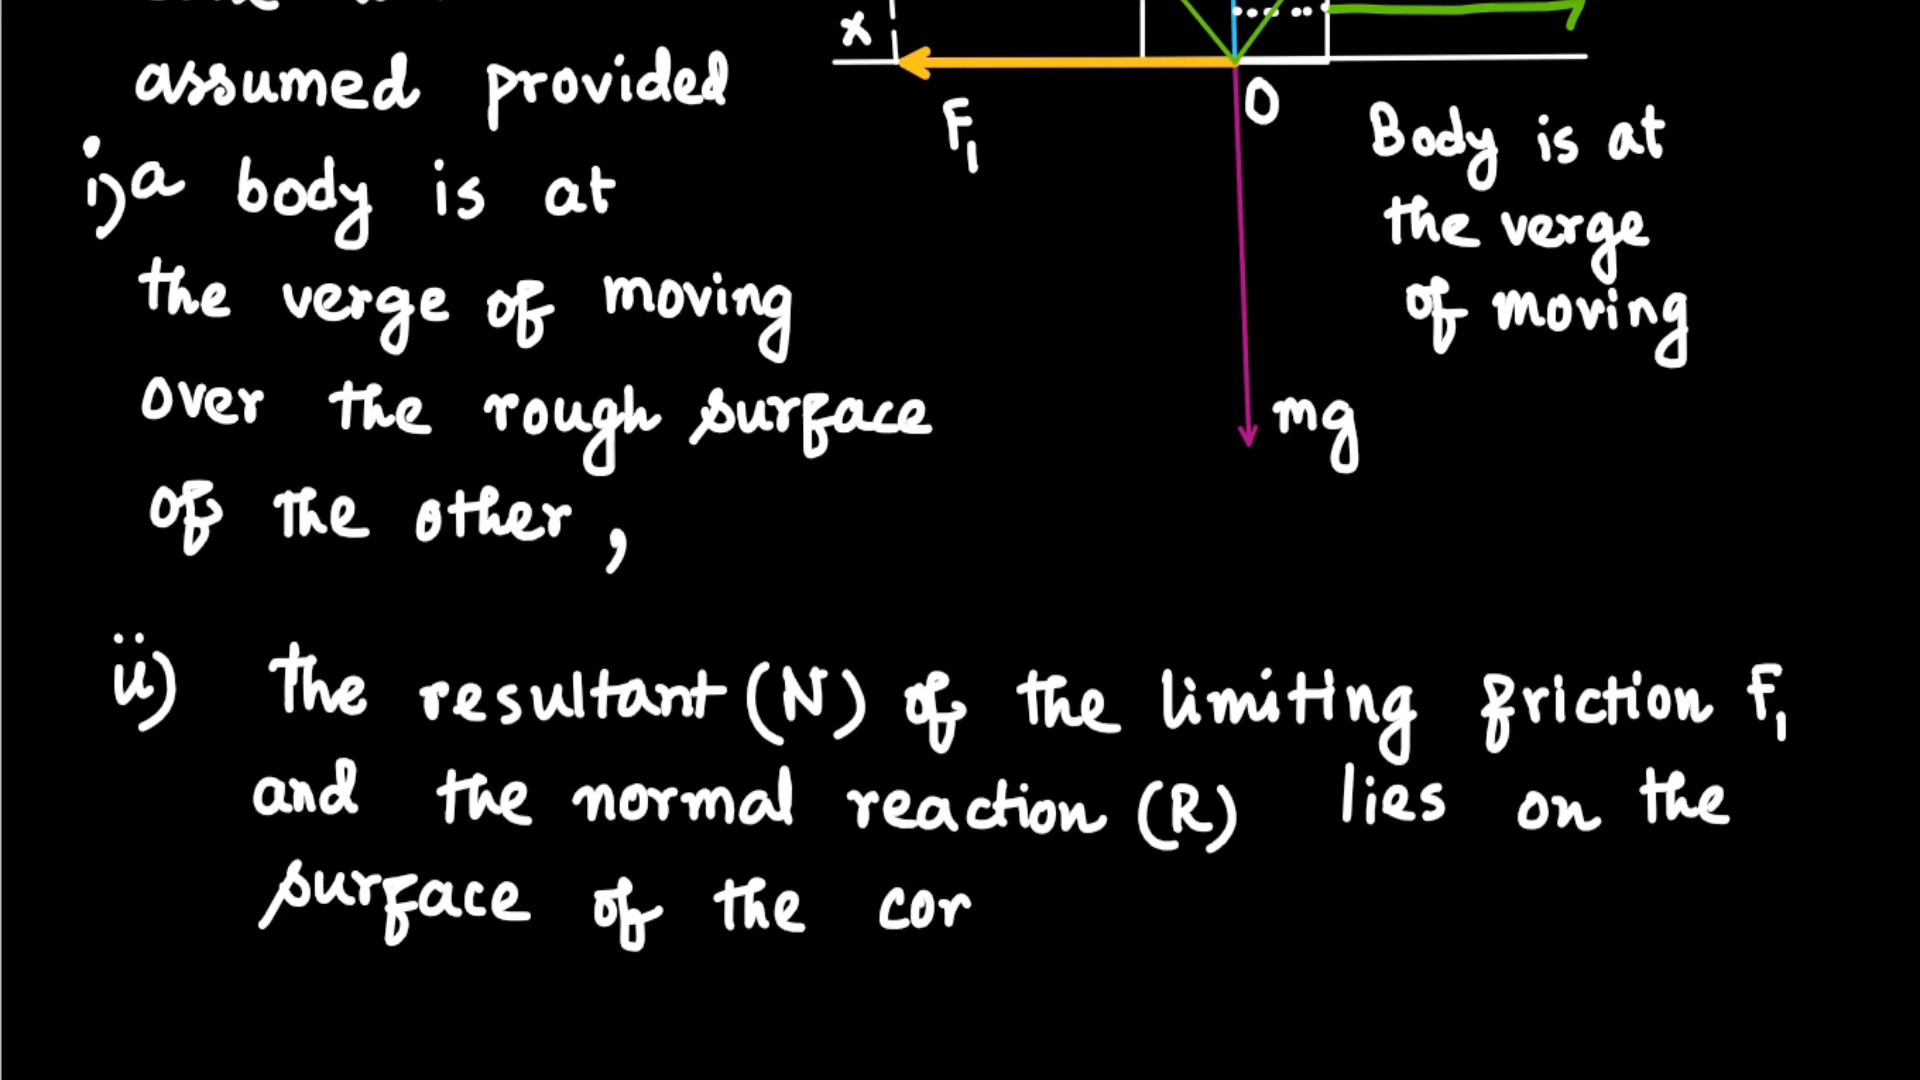 assumed provided
i) a body is at
the verge of moving
over the rough surface
of the other,
x
F₁
O
Body is at
the verge
of moving
mg
ii) The resultant (N) of the limiting friction F₁
and the normal reaction (R) lies on the
surface of the cor